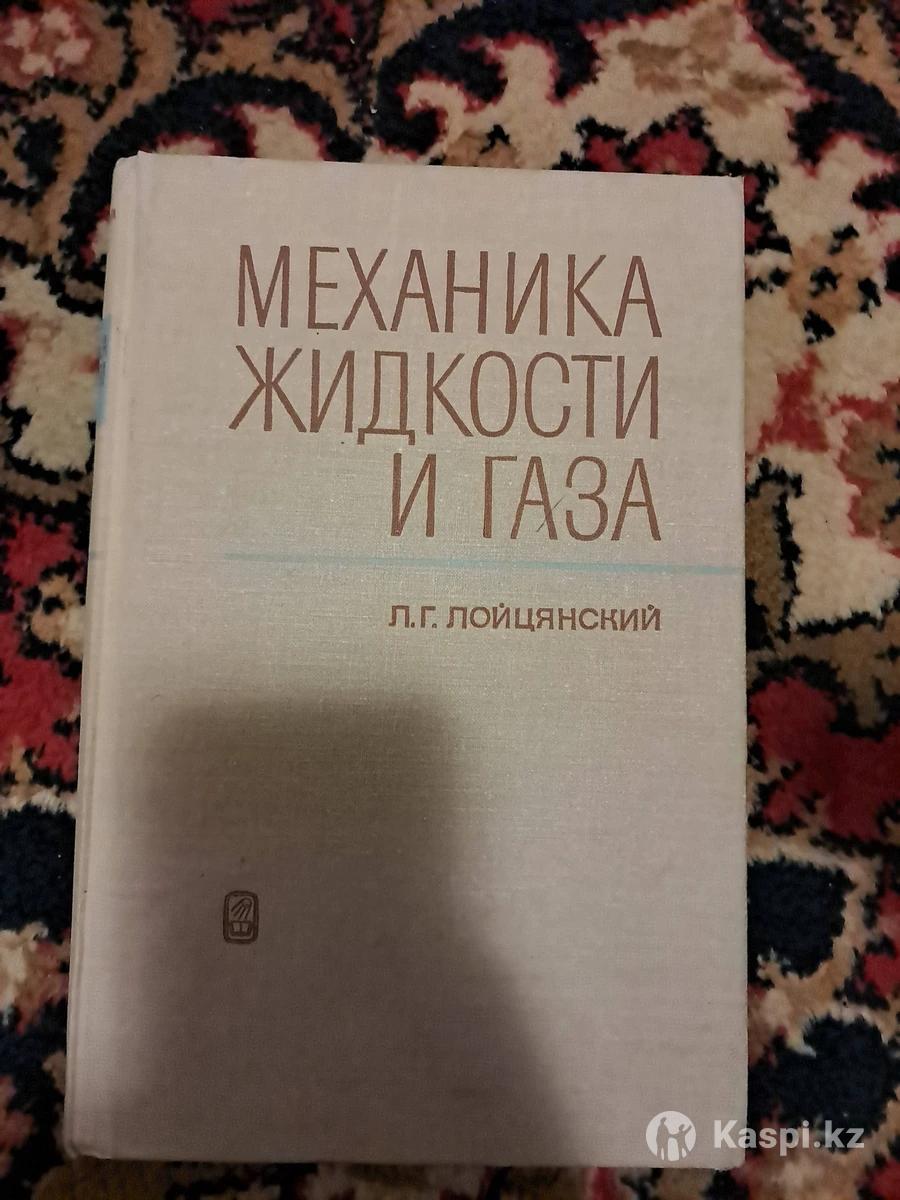 МЕХАНИКА
ЖИДКОСТИ
И ГАЗА
Л.Г. ЛОЙЦЯНСКИЙ
Kaspi.kz